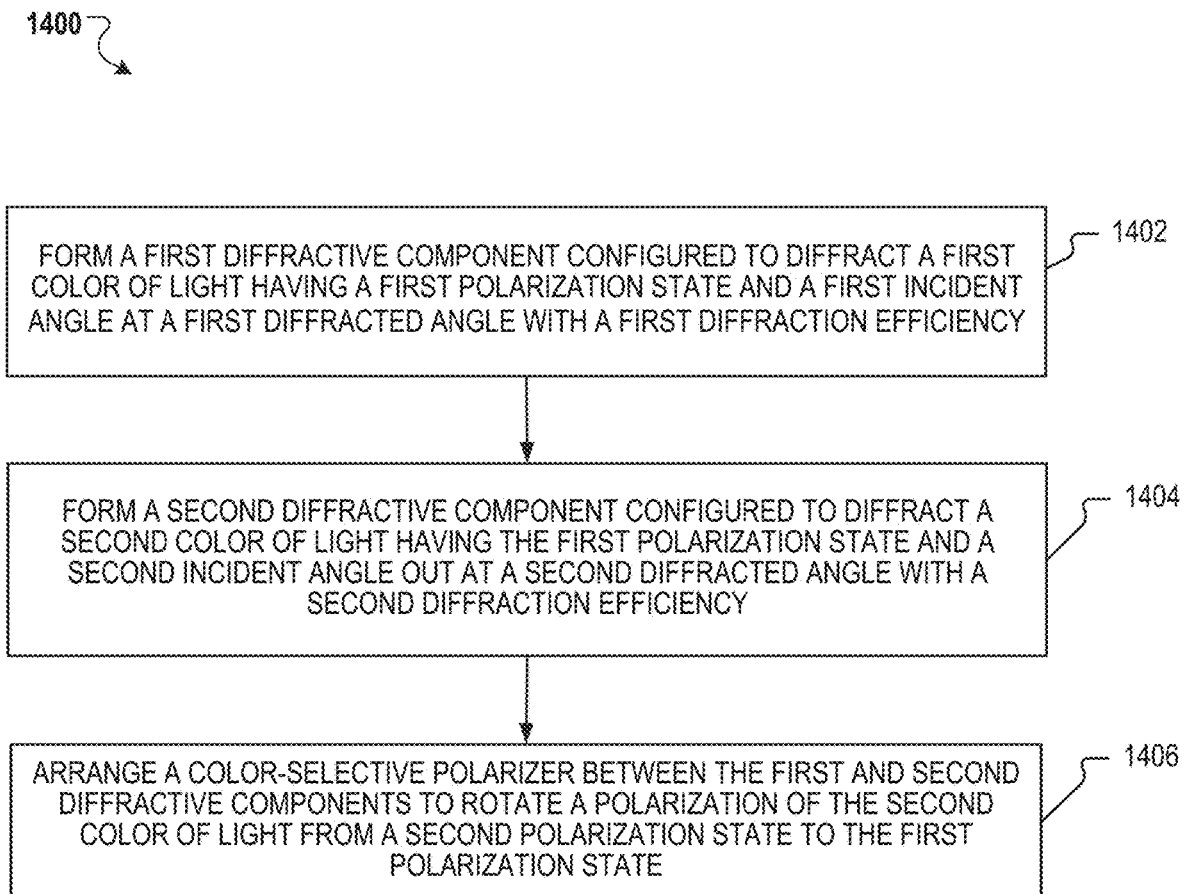 1400
FORM A FIRST DIFFRACTIVE COMPONENT CONFIGURED TO DIFFRACT A FIRST
COLOR OF LIGHT HAVING A FIRST POLARIZATION STATE AND A FIRST INCIDENT
ANGLE AT A FIRST DIFFRACTED ANGLE WITH A FIRST DIFFRACTION EFFICIENCY
1402
FORM A SECOND DIFFRACTIVE COMPONENT CONFIGURED TO DIFFRACT A
SECOND COLOR OF LIGHT HAVING THE FIRST POLARIZATION STATE AND A
SECOND INCIDENT ANGLE OUT AT A SECOND DIFFRACTED ANGLE WITH A
SECOND DIFFRACTION EFFICIENCY
1404
ARRANGE A COLOR-SELECTIVE POLARIZER BETWEEN THE FIRST AND SECOND
DIFFRACTIVE COMPONENTS TO ROTATE A POLARIZATION OF THE SECOND
COLOR OF LIGHT FROM A SECOND POLARIZATION STATE TO THE FIRST
POLARIZATION STATE
1406